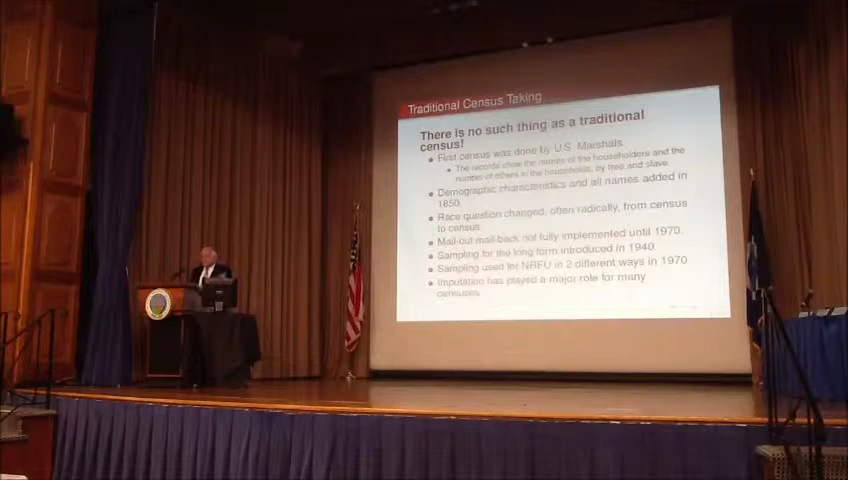 Traditional Census Taking
There is no such thing as a traditional
census!
First census was done by U.S. Marshals
The records show the names of the householders and the
number of others in the households, by free and slave.
Demographic characteristics and all names added in
1850
Race question changed, often radically, from census
to census
Mail-out mail-back not fully implemented until 1970.
Sampling for the long form introduced in 1940
Sampling used for NRFU in 2 different ways in 1970
Imputation has played a major role for many
censuses